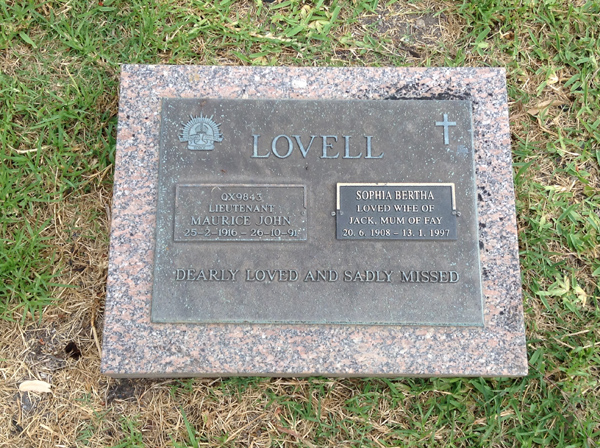 LOVELL
QX9843
LIEUTENANT
MAURICE JOHN
25-2-1916 - 26-10-91
SOPHIA BERTHA
LOVED WIFE OF
JACK, MUM OF FAY
20. 6. 1908 - 13. 1. 1997
DEARLY LOVED AND SADLY MISSED